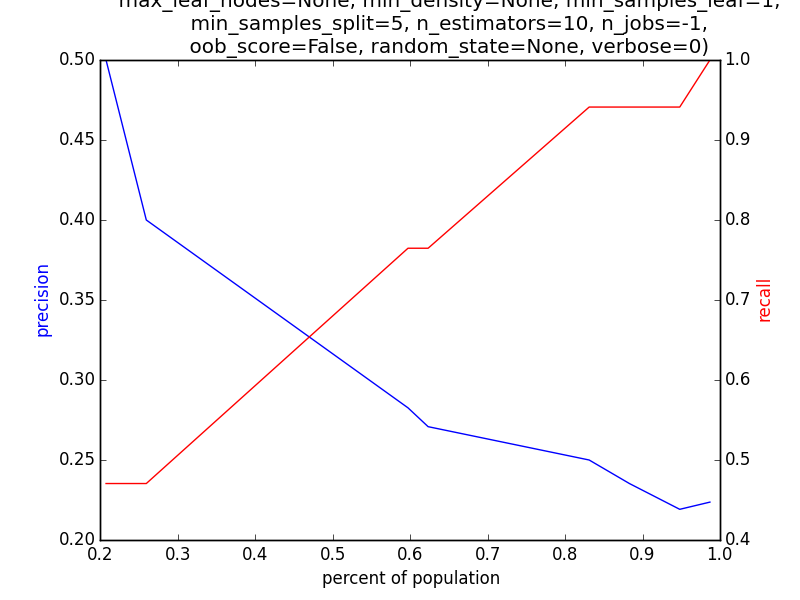 max_leaf_nodes=None, min_density=None, min_samples_leaf=1,
min_samples_split=5, n_estimators=10, n_jobs=-1,
oob_score=False, random_state=None, verbose=0)
0.50
0.45
0.40
0.35
0.30
0.25
0.20
precision
1.0
0.9
0.8
0.7
0.6
0.5
0.4
recall
0.2 0.3 0.4 0.5 0.6 0.7 0.8 0.9 1.0
percent of population